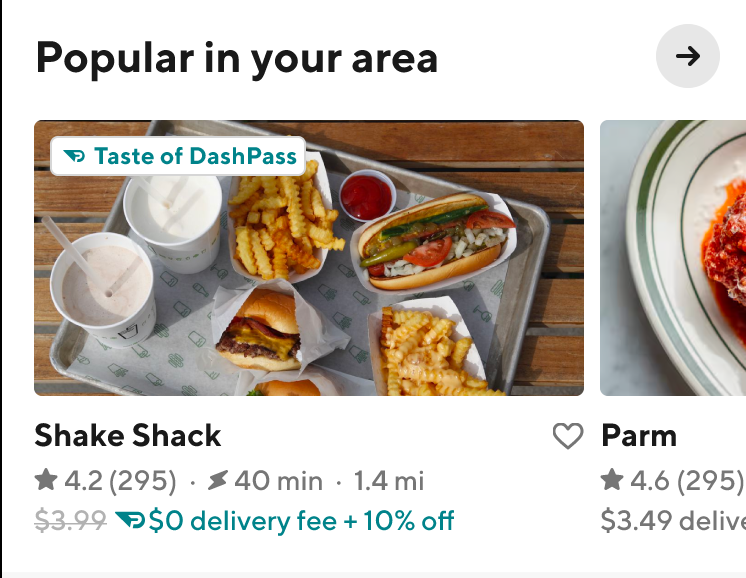 Popular in your area
Taste of DashPass
Shake Shack
4.2 (295) · 40 min · 1.4 mi
$3.99 $0 delivery fee + 10% off
Parm
4.6 (295)
$3.49